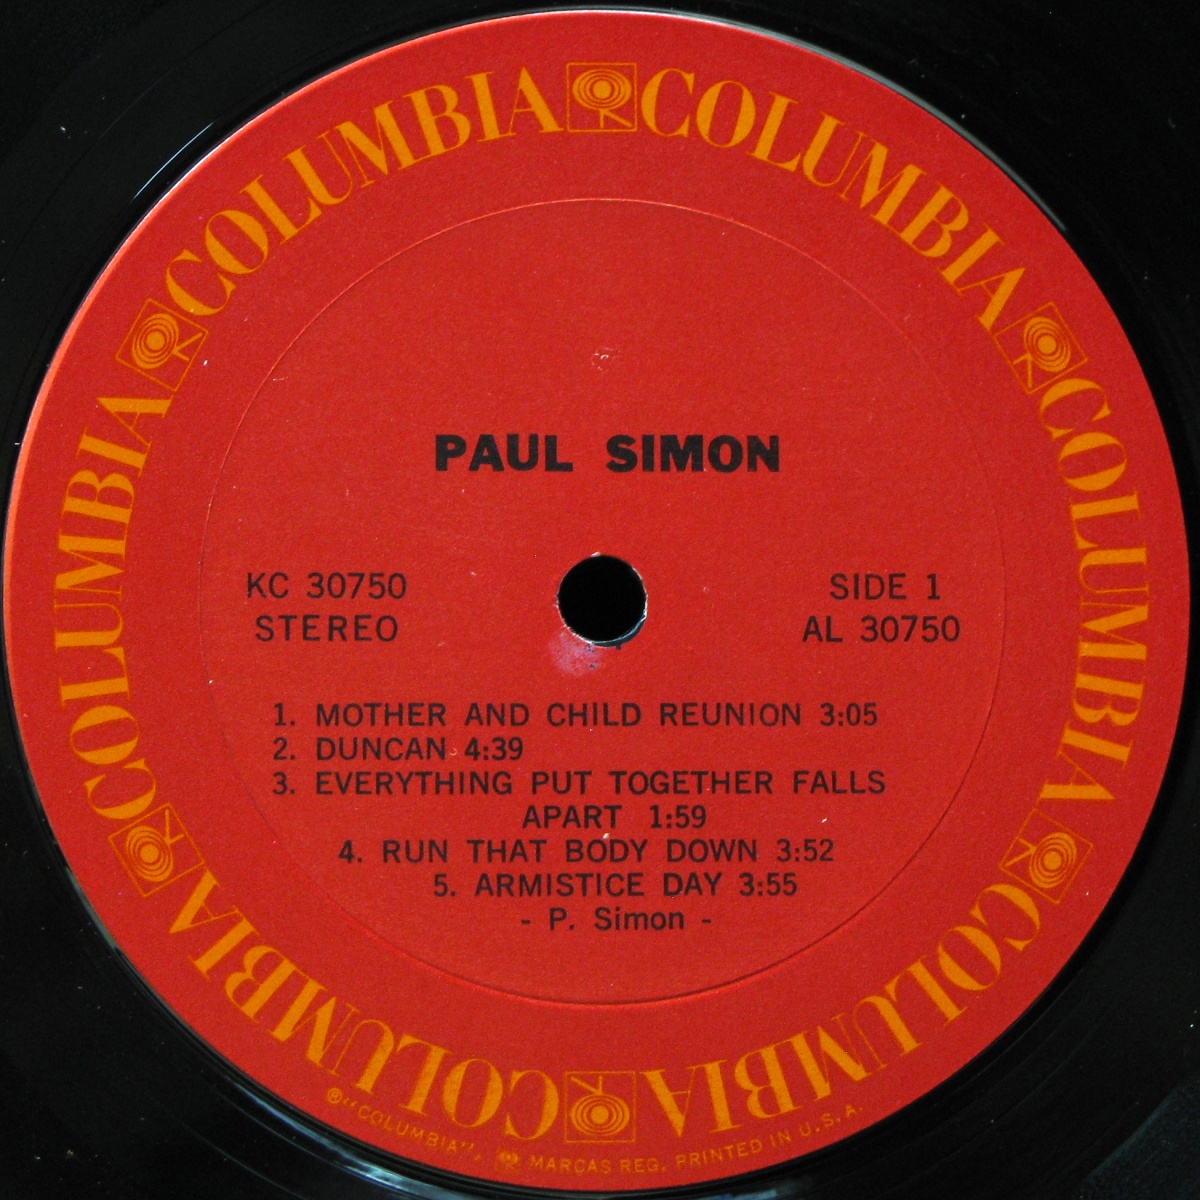 COLUMBIA COLUMBIA COLUMBIA COLUMBIA COLUMBIA COLUMBIA
PAUL SIMON
KC 30750
STEREO
SIDE 1
AL 30750
1. MOTHER AND CHILD REUNION 3:05
2. DUNCAN 4:39
3. EVERYTHING PUT TOGETHER FALLS
APART 1:59
4. RUN THAT BODY DOWN 3:52
5. ARMISTICE DAY 3:55
- P. Simon -
®"COLUMBIA", MARCAS REG. PRINTED IN U.S.A.